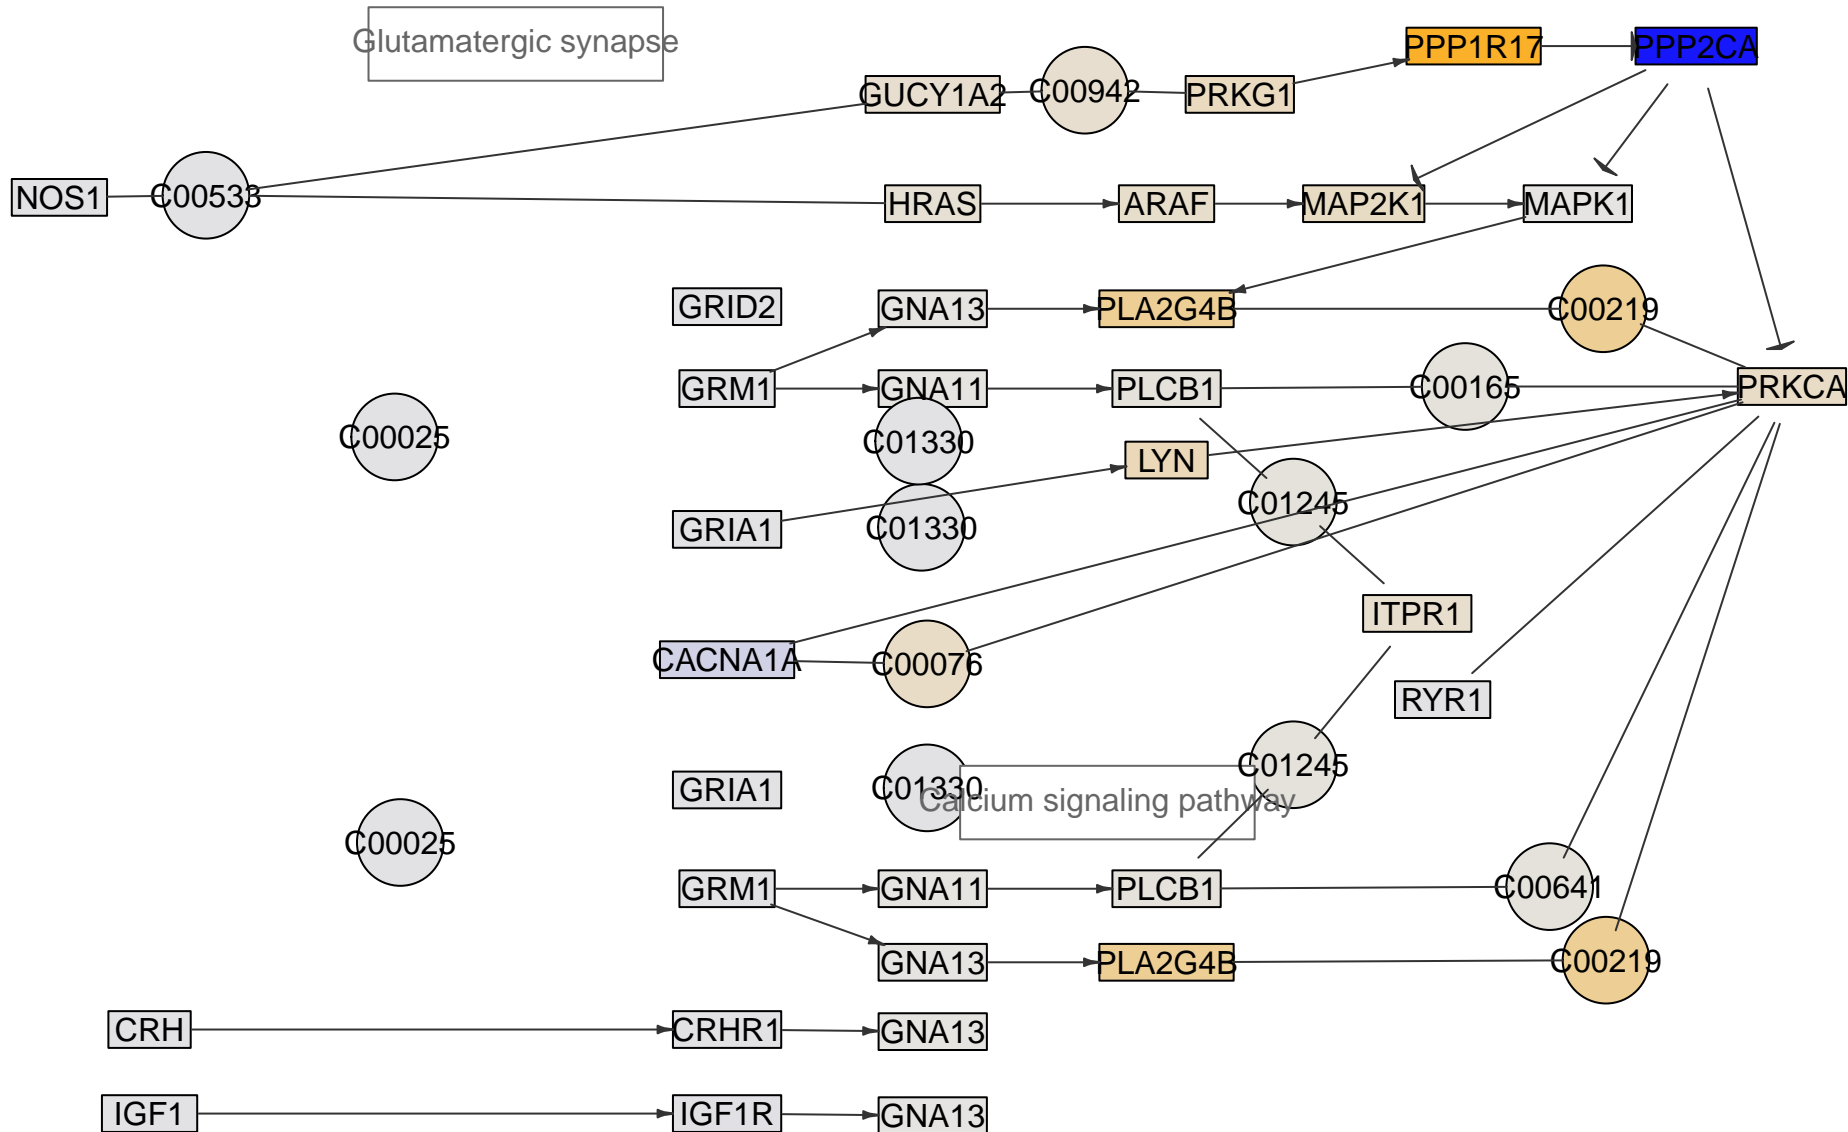 Glutamatergic synapse
PPP1R17
PPP2CA
GUCY1A2
C00942
PRKG1
NOS1
C00533
HRAS
ARAF
MAP2K1
MAPK1
GRID2
GNA13
PLA2G4B
C00219
GRM1
GNA11
PLCB1
C00165
PRKCA
C00025
C01330
LYN
GRIA1
C01330
C01245
ITPR1
CACNA1A
C00076
RYR1
GRIA1
C01330
C01245
Calcium signaling pathway
C00025
GRM1
GNA11
PLCB1
C00641
GNA13
PLA2G4B
C00219
CRH
CRHR1
GNA13
IGF1
IGF1R
GNA13